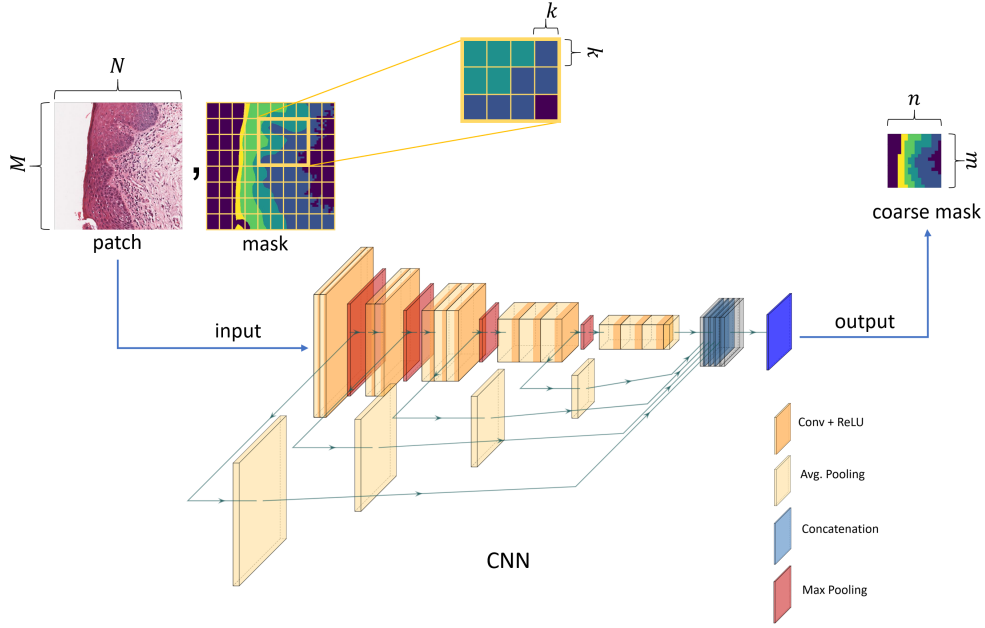 k
k
N
n
M
,
m
patch
mask
coarse mask
input
output
Conv + ReLU
Avg. Pooling
Concatenation
CNN
Max Pooling